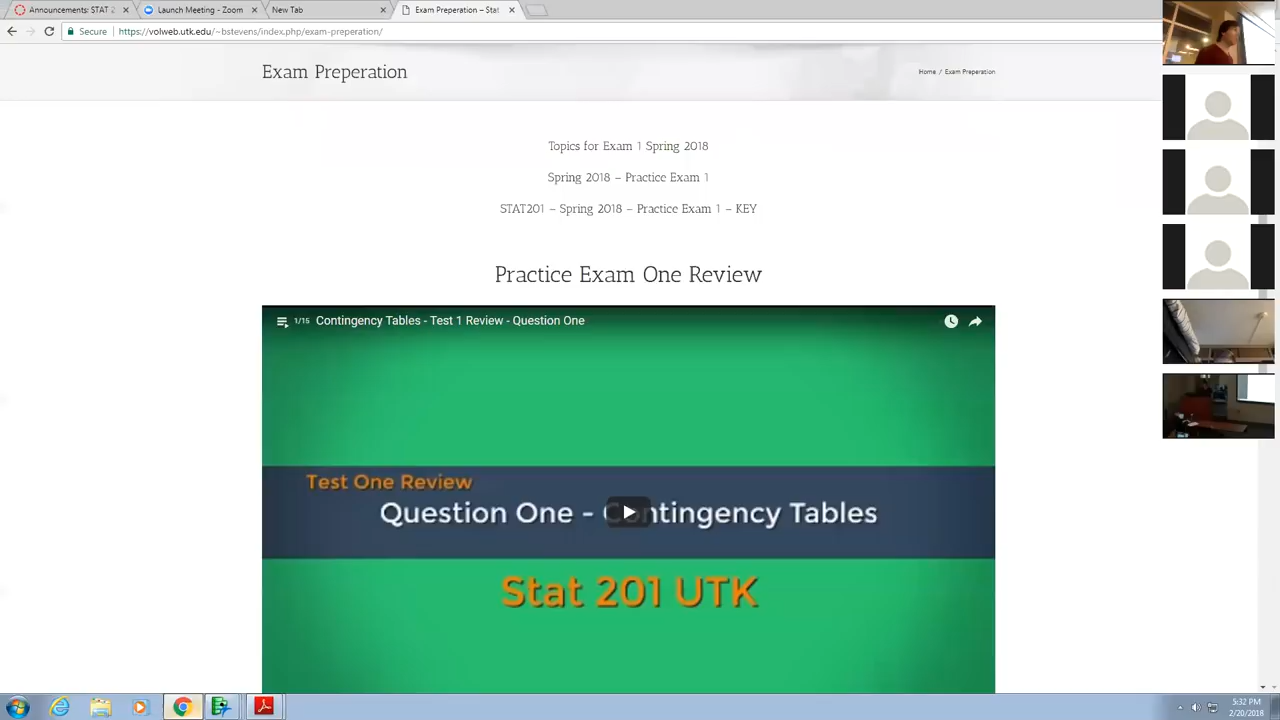 Announcements: STAT 2
Launch Meeting - Zoom
New Tab
Exam Preperation – Stat
Secure
https://volweb.utk.edu/~bstevens/index.php/exam-preperation/
Exam Preperation
Home / Exam Preperation
Topics for Exam 1 Spring 2018
Spring 2018 – Practice Exam 1
STAT201 – Spring 2018 – Practice Exam 1 – KEY
Practice Exam One Review
1/15 Contingency Tables - Test 1 Review - Question One
Test One Review
Question One - Contingency Tables
Stat 201 UTK
5:32 PM
2/20/2018